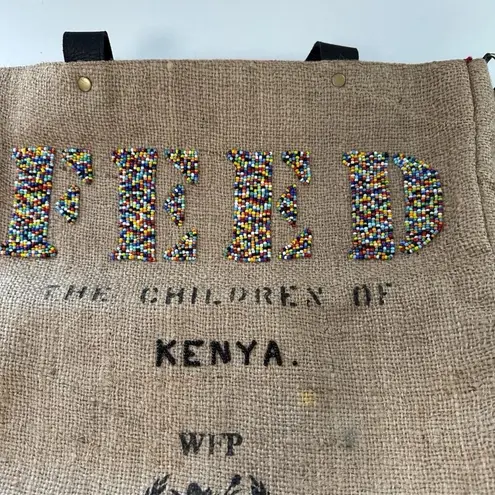 FEED
THE CHILDREN OF
KENYA.
WFP